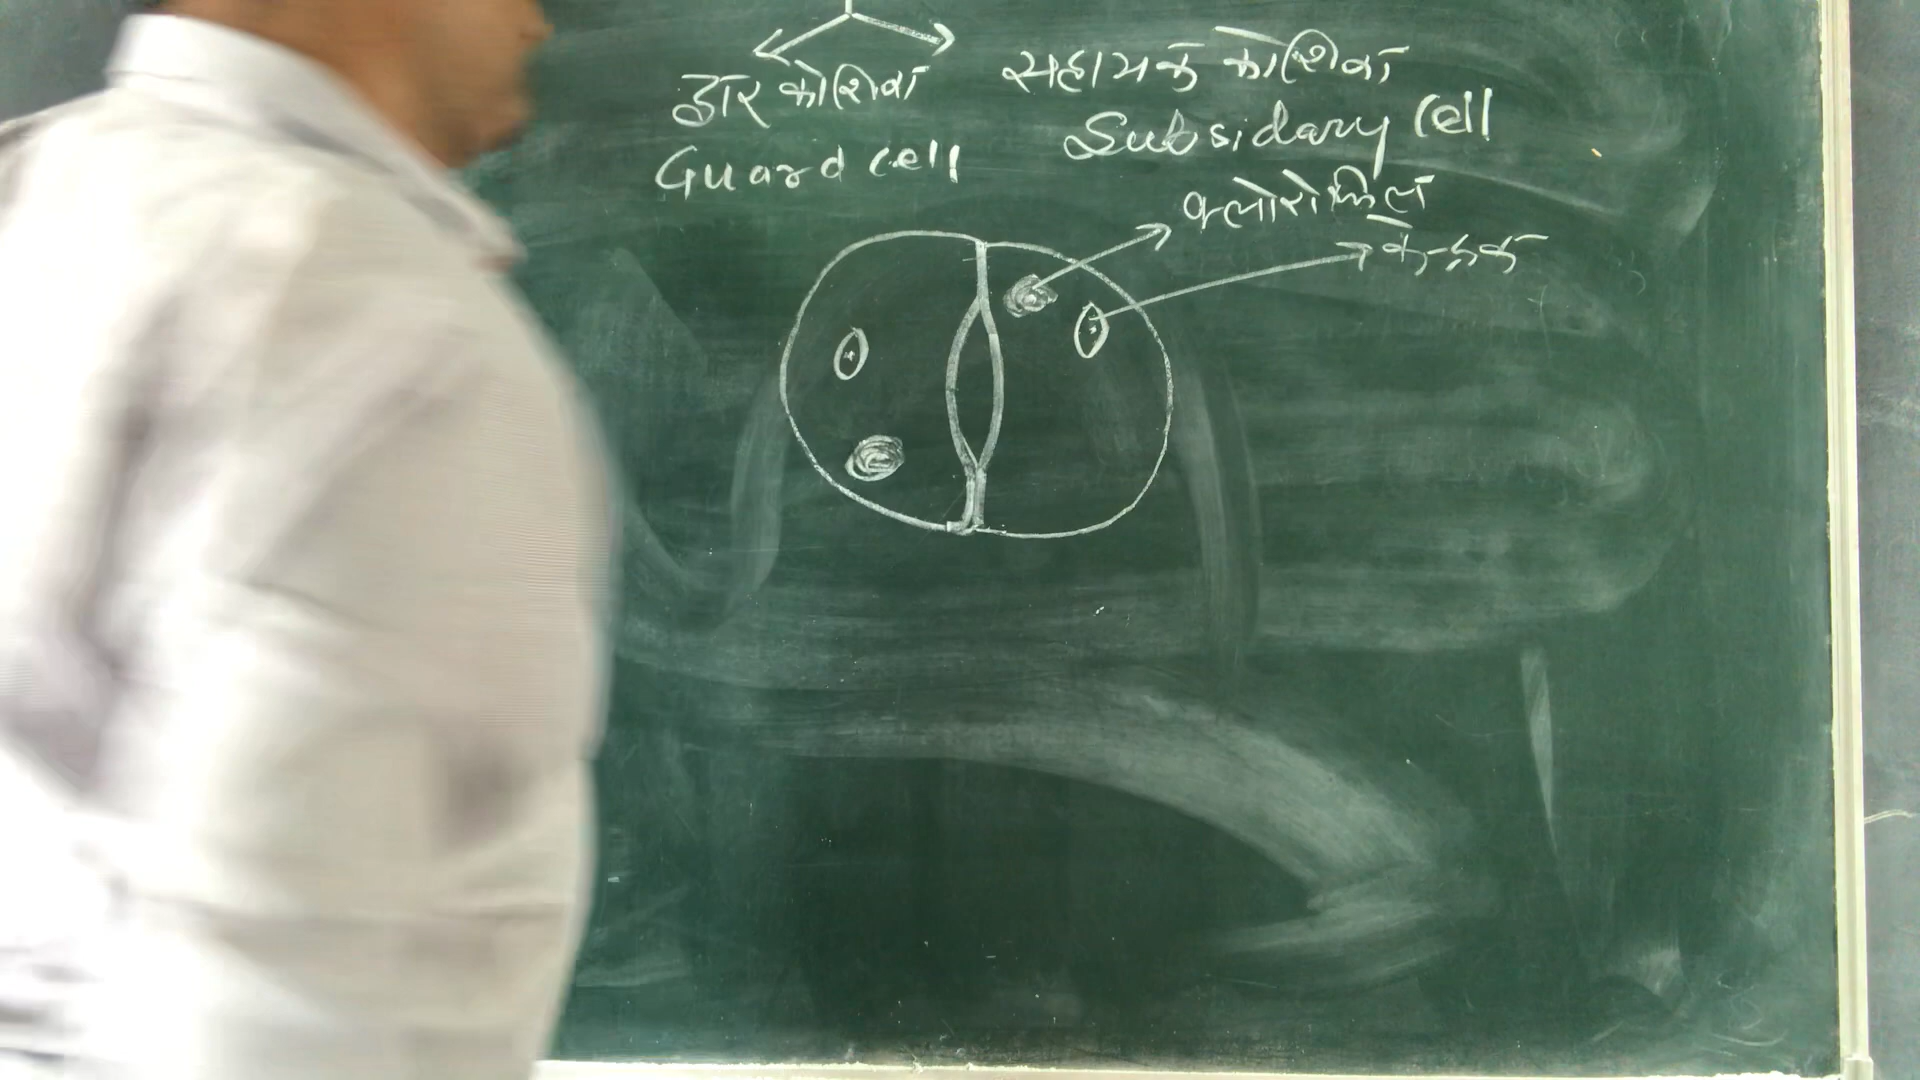 द्वार कोशिका
सहायक कोशिका
Guard cell
Subsidary Cell
क्लोरोफिल
केन्द्रक